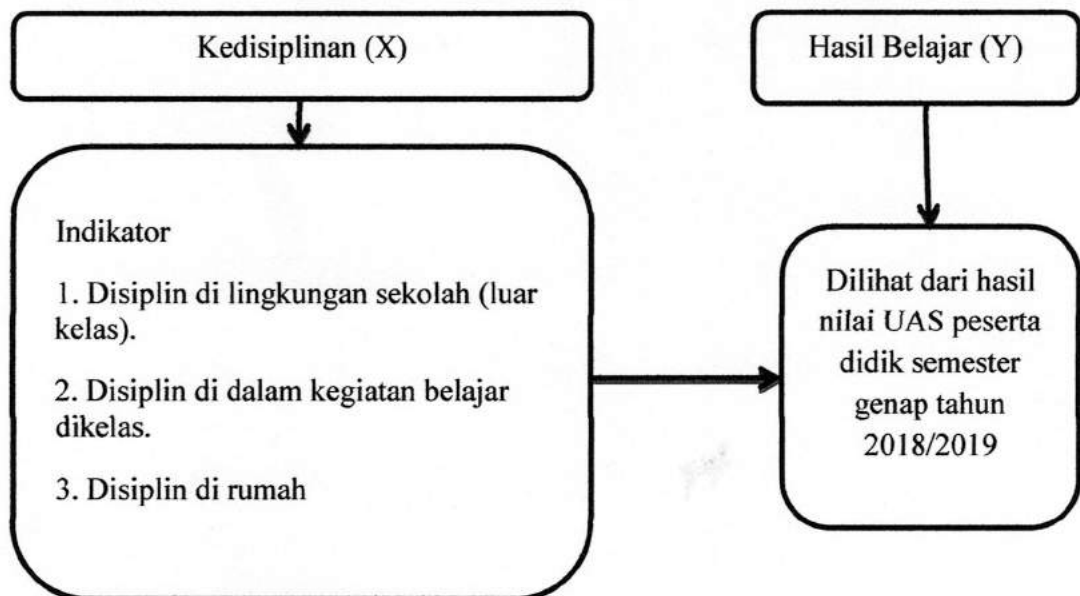 Kedisiplinan (X)
Hasil Belajar (Y)
Indikator
1. Disiplin di lingkungan sekolah (luar
kelas).
2. Disiplin di dalam kegiatan belajar
dikelas.
3. Disiplin di rumah
Dilihat dari hasil
nilai UAS peserta
didik semester
genap tahun
2018/2019